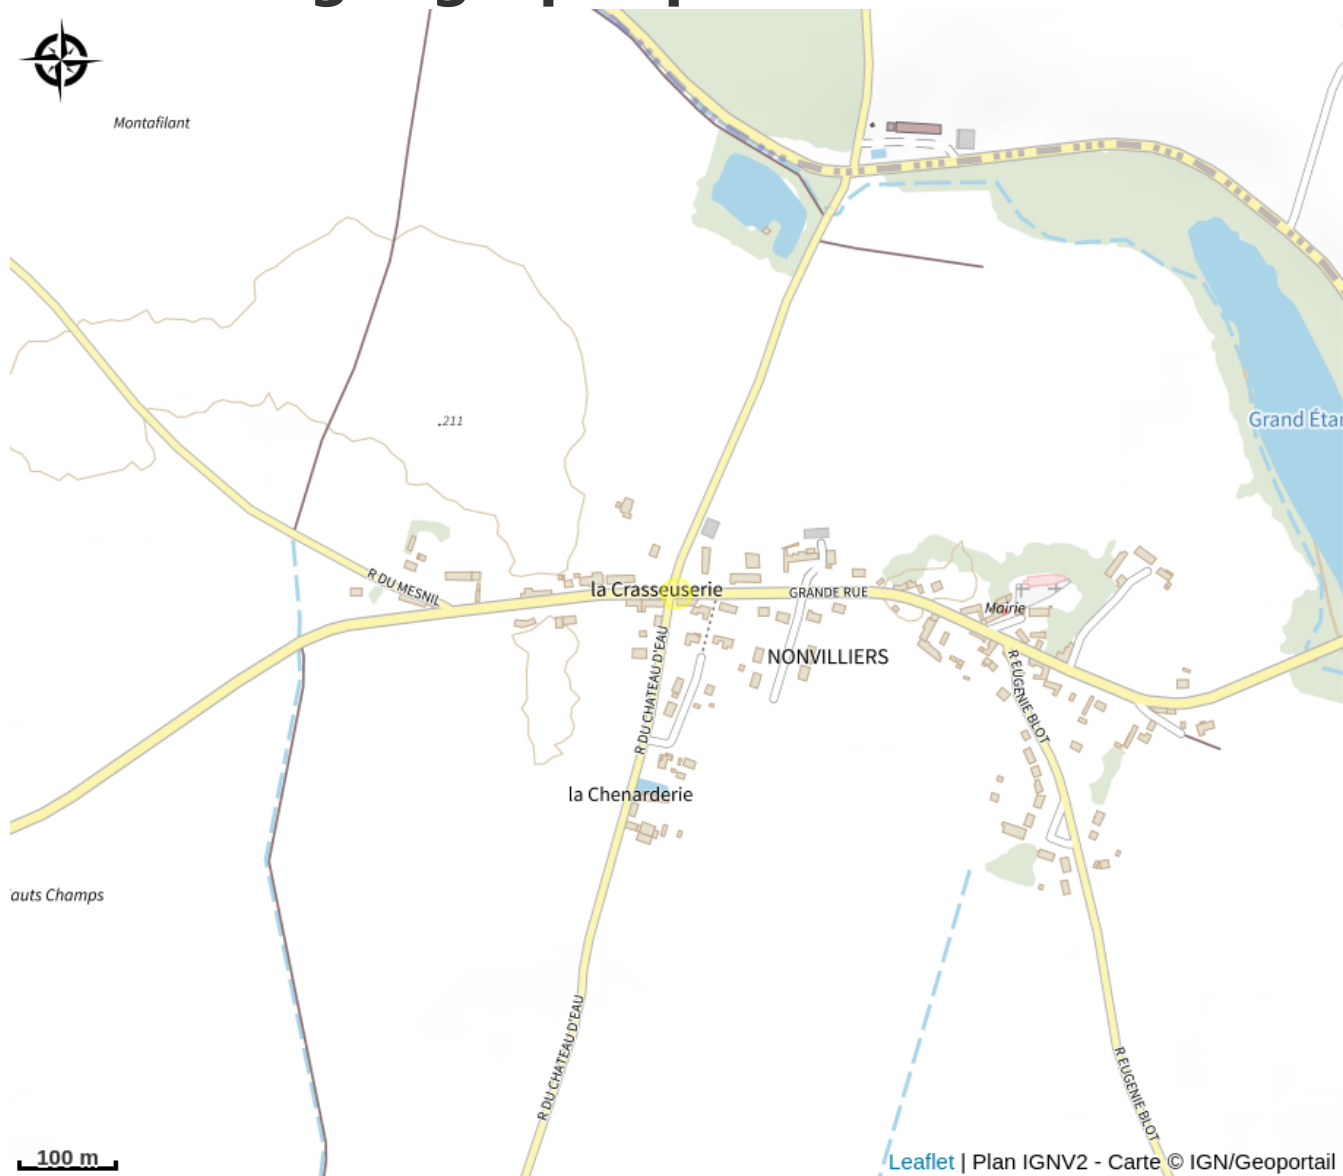 Montafilant
.211
Grand Étan
R DU MESNIL
la Crasseuserie
GRANDE RUE
Mairie
NONVILLIERS
R DU CHATEAU D'EAU
R EUGENIE BLOT
la Chenarderie
auts Champs
R DU CHATEAU D'EAU
R EUGENIE BLOT
100 m
Leaflet | Plan IGNV2 - Carte © IGN/Geoportail